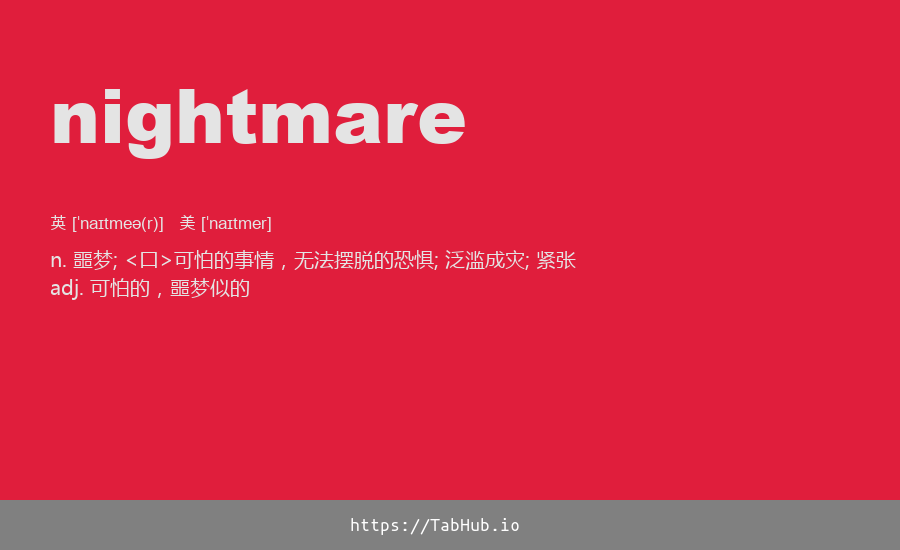 nightmare
英 [ˈnaɪtmeə(r)] 美 [ˈnaɪtmer]
n. 噩梦; <口>可怕的事情，无法摆脱的恐惧; 泛滥成灾; 紧张
adj. 可怕的，噩梦似的
https://TabHub.io